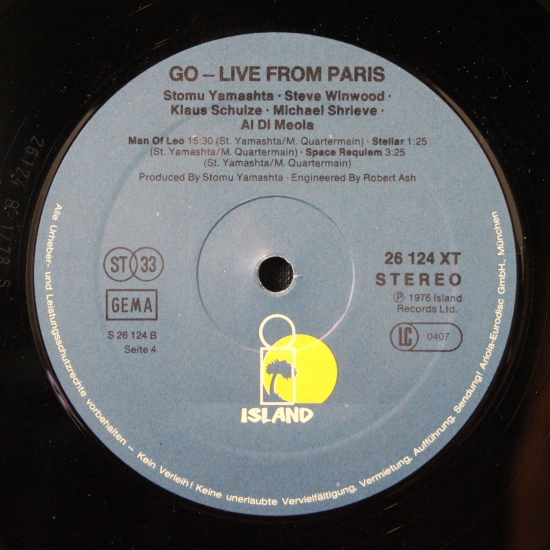 GO – LIVE FROM PARIS
Stomu Yamashta · Steve Winwood ·
Klaus Schulze · Michael Shrieve ·
Al Di Meola
Man Of Leo 15:30 (St. Yamashta/M. Quartermain) · Stellar 1:25
(St. Yamashta/M. Quartermain) · Space Requiem 3:25
(St. Yamashta/M. Quartermain)
Produced By Stomu Yamashta · Engineered By Robert Ash
ST 33
GEMA
S 26 124 B
Seite 4
26 124 XT
STEREO
℗ 1976 Island
Records Ltd.
LC 0407
ISLAND
Alle Urheber- und Leistungsschutzrechte vorbehalten – Kein Verleih! Keine unerlaubte Vervielfältigung, Vermietung, Aufführung, Sendung! Ariola-Eurodisc GmbH., München